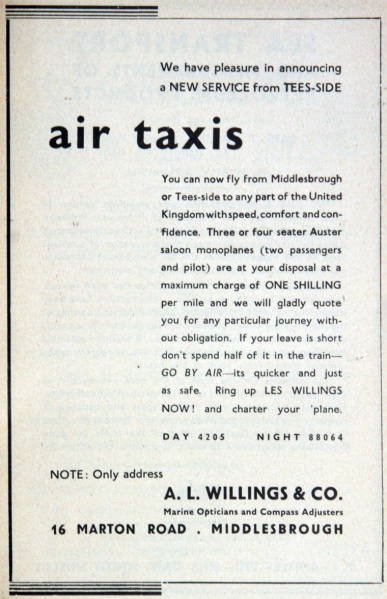 We have pleasure in announcing
a NEW SERVICE from TEES-SIDE
air taxis
You can now fly from Middlesbrough
or Tees-side to any part of the United
Kingdom with speed, comfort and con-
fidence. Three or four seater Auster
saloon monoplanes (two passengers
and pilot) are at your disposal at a
maximum charge of ONE SHILLING
per mile and we will gladly quote
you for any particular journey with-
out obligation. If your leave is short
don't spend half of it in the train—
GO BY AIR—its quicker and just
as safe. Ring up LES WILLINGS
NOW! and charter your 'plane.
DAY 4205 NIGHT 88064
NOTE: Only address
A. L. WILLINGS & CO.
Marine Opticians and Compass Adjusters
16 MARTON ROAD . MIDDLESBROUGH